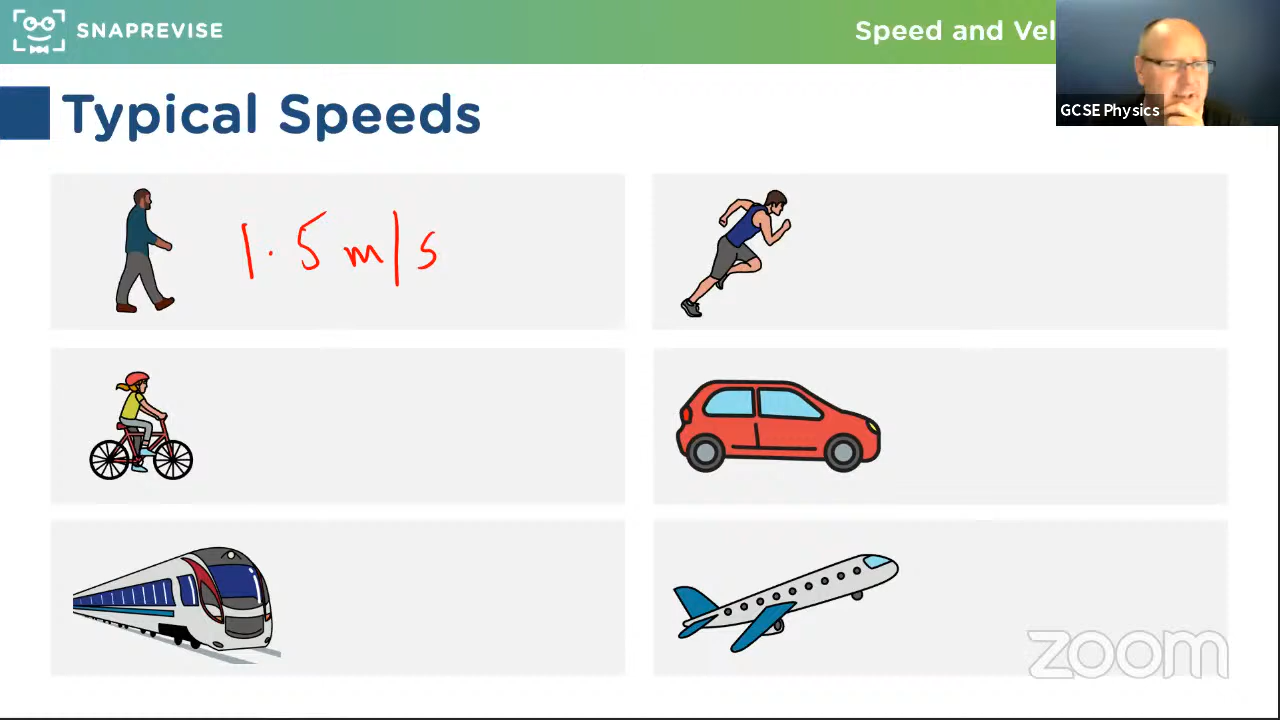 SNAPREVISE
Speed and Vel
GCSE Physics
Typical Speeds
1.5 m/s
zoom